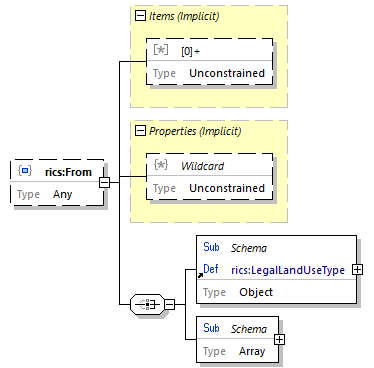 Items (Implicit)
[*] [0]+
Type Unconstrained
Properties (Implicit)
{*} Wildcard
Type Unconstrained
rics:From
Type Any
Sub Schema
Def rics:LegalLandUseType
Type Object
Sub Schema
Type Array